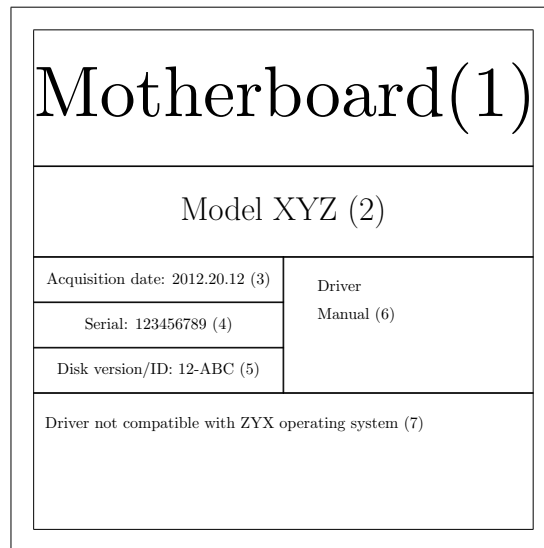 Motherboard(1)
Model XYZ (2)
Acquisition date: 2012.20.12 (3)
Serial: 123456789 (4)
Disk version/ID: 12-ABC (5)
Driver
Manual (6)
Driver not compatible with ZYX operating system (7)